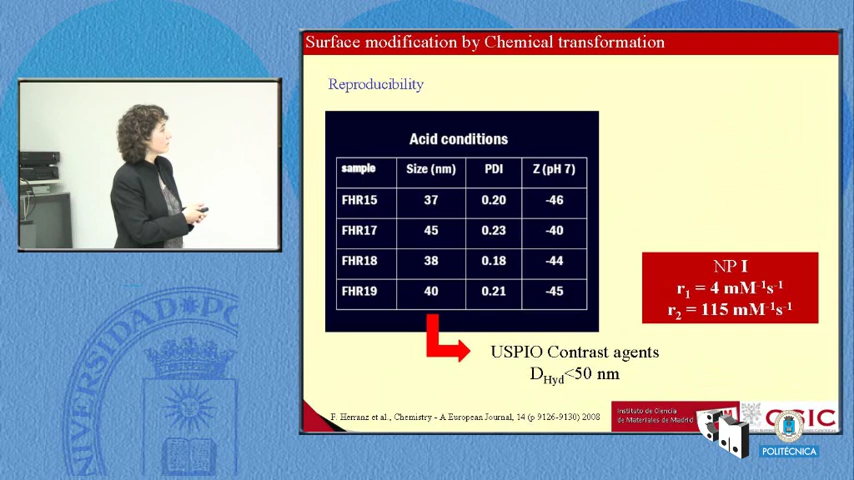 Surface modification by Chemical transformation
Reproducibility
Acid conditions
sample Size (nm) PDI Z (pH 7)
FHR15 37 0.20 -46
FHR17 45 0.23 -40
FHR18 38 0.18 -44
FHR19 40 0.21 -45
NP I
r1 = 4 mM-1s-1
r2 = 115 mM-1s-1
USPIO Contrast agents
DHyd<50 nm
F. Herranz et al., Chemistry - A European Journal, 14 (p 9126-9130) 2008
Instituto de Ciencia
de Materiales de Madrid
CSIC
POLITÉCNICA
UNIVERSIDAD PO